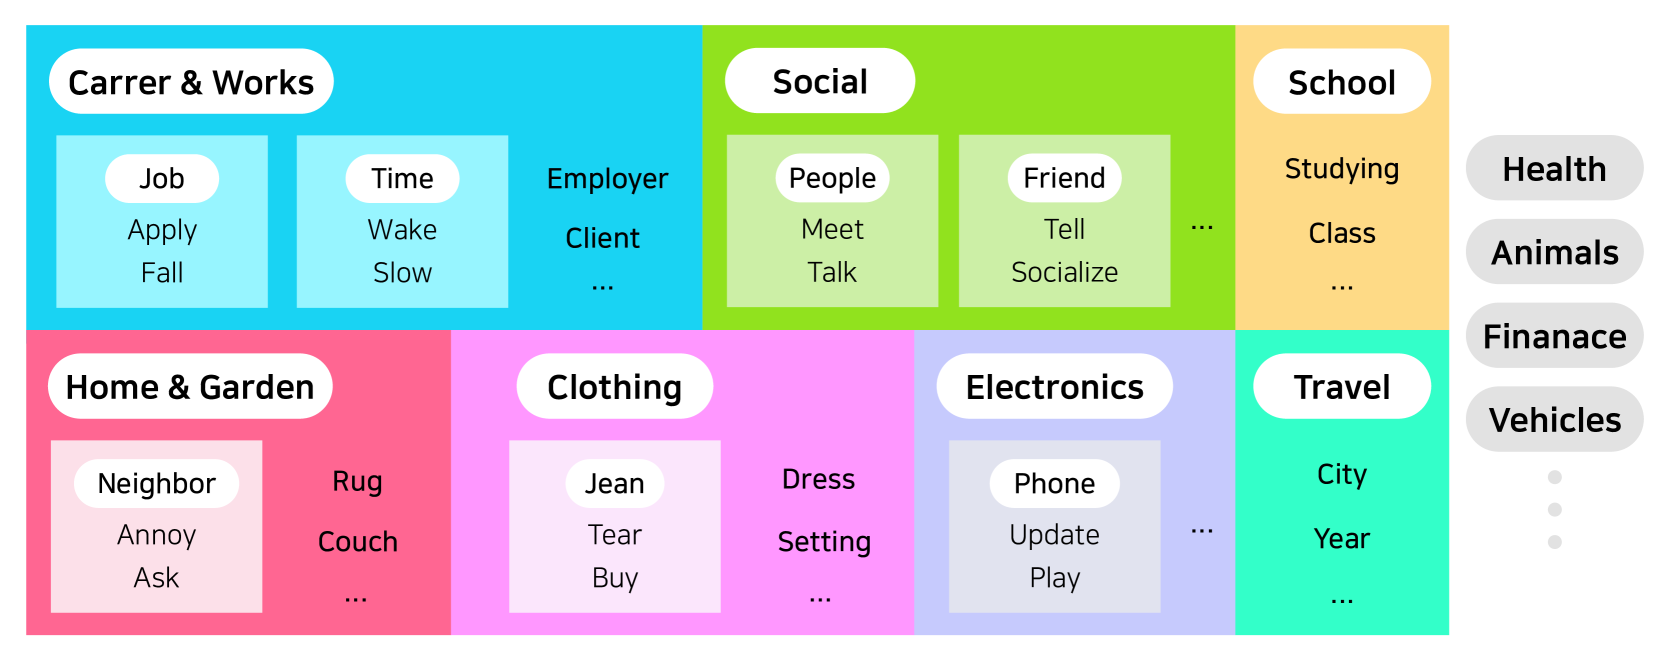 Carrer & Works
Job
Apply
Fall
Time
Wake
Slow
Employer
Client
...
Social
People
Meet
Talk
Friend
Tell
Socialize
...
School
Studying
Class
...
Home & Garden
Neighbor
Annoy
Ask
Rug
Couch
...
Clothing
Jean
Tear
Buy
Dress
Setting
...
Electronics
Phone
Update
Play
...
Travel
City
Year
...
Health
Animals
Finanace
Vehicles